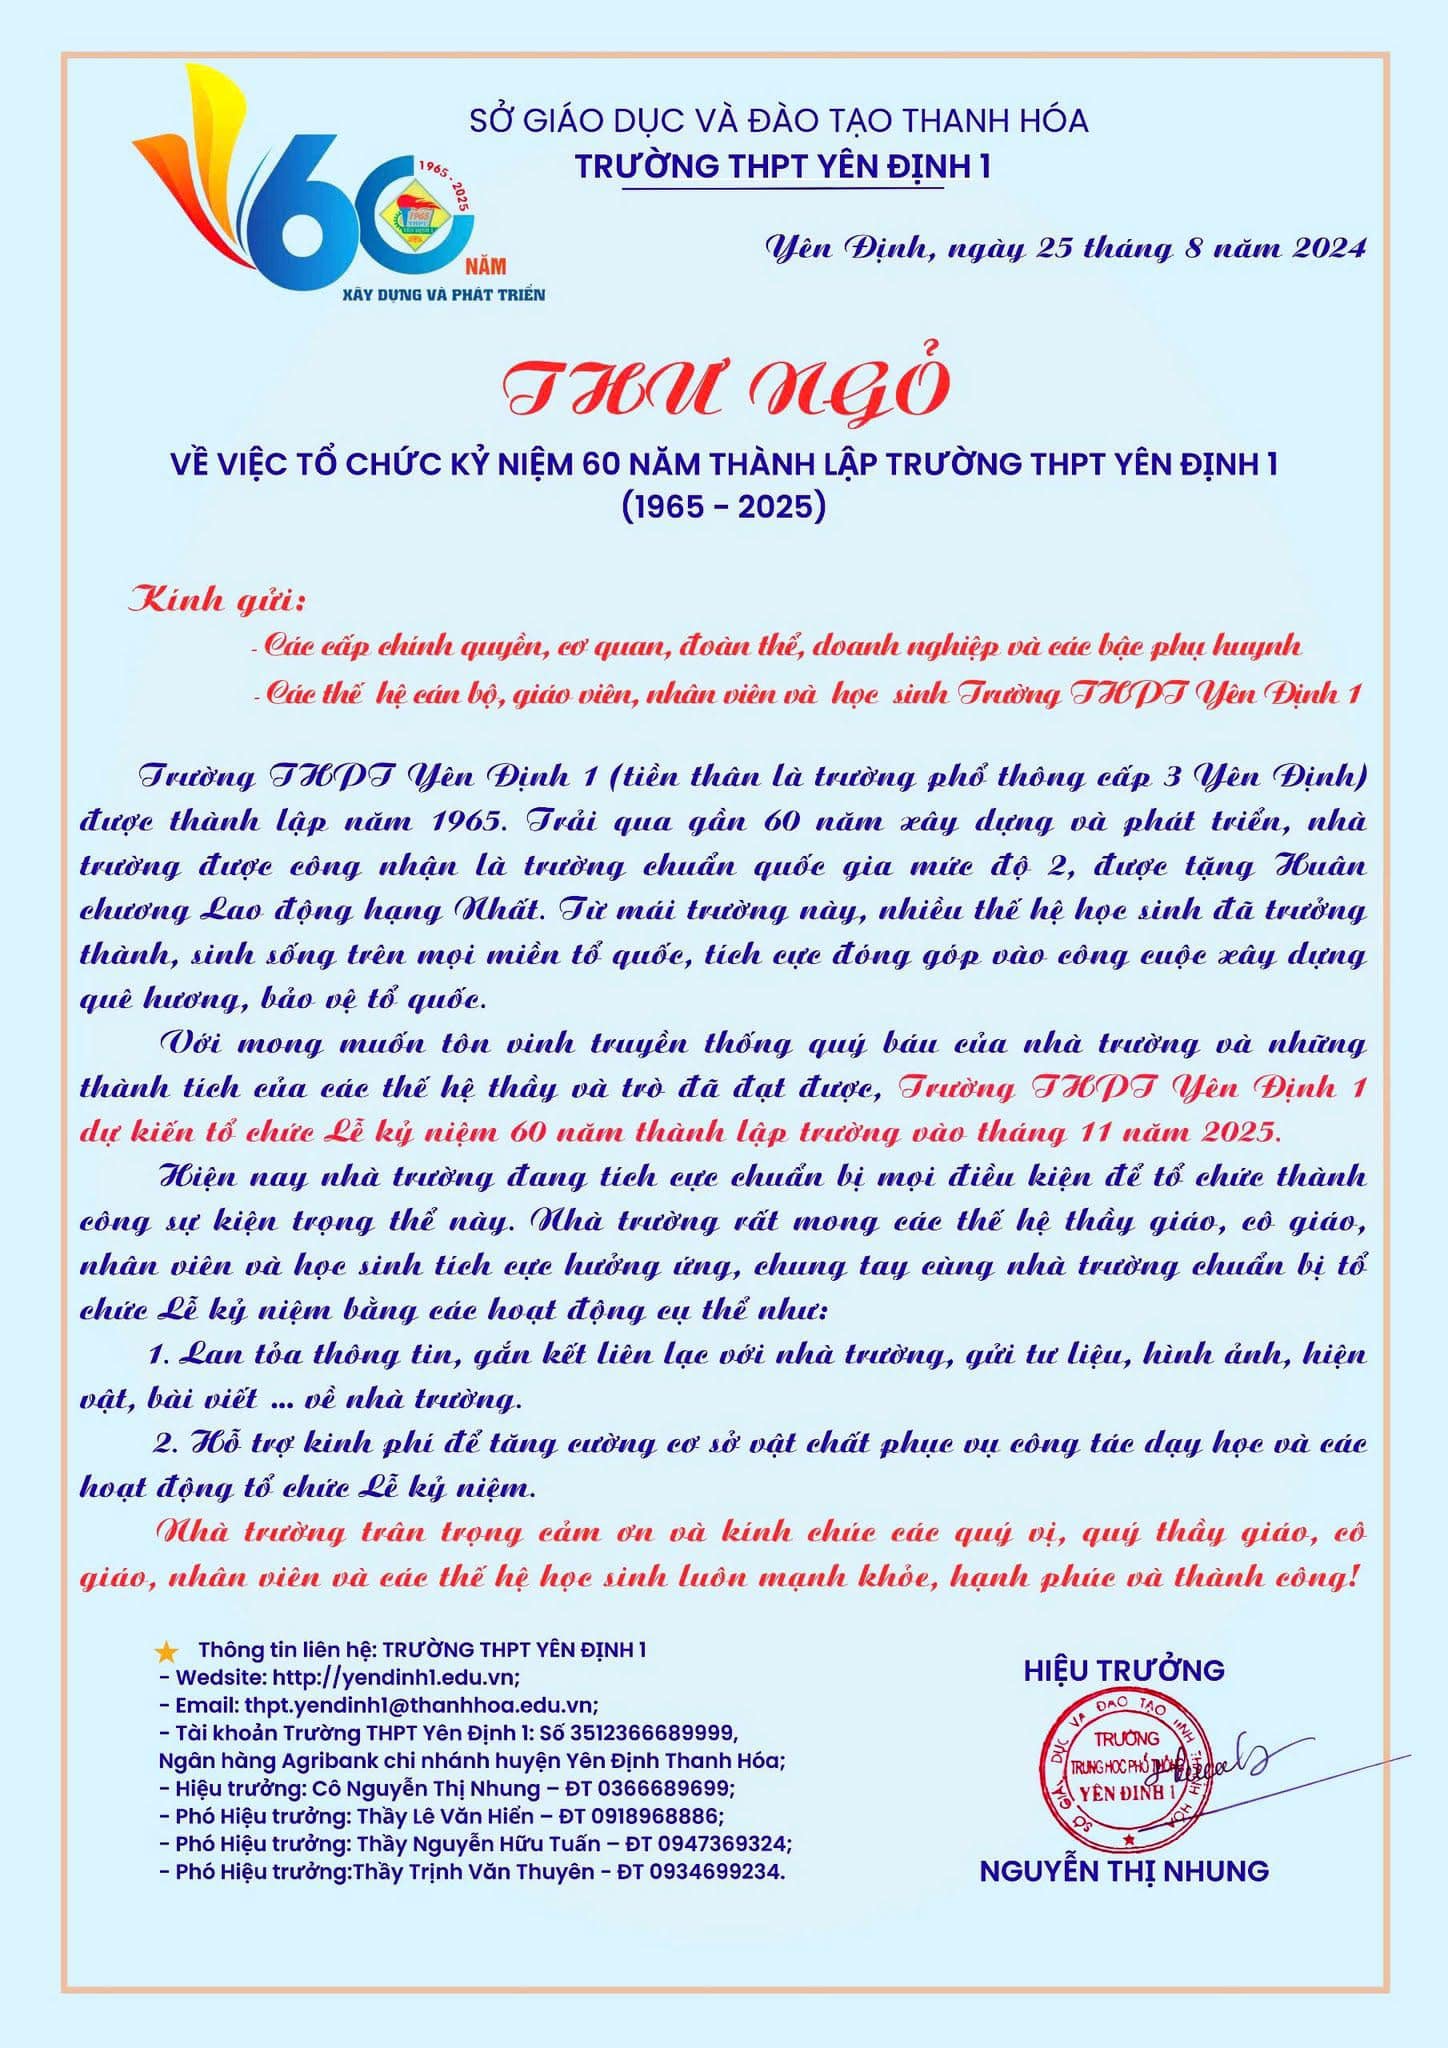 SỞ GIÁO DỤC VÀ ĐÀO TẠO THANH HÓA
TRƯỜNG THPT YÊN ĐỊNH 1
60
1965 - 2025
1965
THPT
YÊN ĐỊNH 1
NĂM
XÂY DỰNG VÀ PHÁT TRIỂN
Yên Định, ngày 25 tháng 8 năm 2024
THƯ NGỎ
VỀ VIỆC TỔ CHỨC KỶ NIỆM 60 NĂM THÀNH LẬP TRƯỜNG THPT YÊN ĐỊNH 1
(1965 - 2025)
Kính gửi:
- Các cấp chính quyền, cơ quan, đoàn thể, doanh nghiệp và các bậc phụ huynh
- Các thế hệ cán bộ, giáo viên, nhân viên và học sinh Trường THPT Yên Định 1
Trường THPT Yên Định 1 (tiền thân là trường phổ thông cấp 3 Yên Định)
được thành lập năm 1965. Trải qua gần 60 năm xây dựng và phát triển, nhà
trường được công nhận là trường chuẩn quốc gia mức độ 2, được tặng Huân
chương Lao động hạng Nhất. Từ mái trường này, nhiều thế hệ học sinh đã trưởng
thành, sinh sống trên mọi miền tổ quốc, tích cực đóng góp vào công cuộc xây dựng
quê hương, bảo vệ tổ quốc.
Với mong muốn tôn vinh truyền thống quý báu của nhà trường và những
thành tích của các thế hệ thầy và trò đã đạt được, Trường THPT Yên Định 1
dự kiến tổ chức Lễ kỷ niệm 60 năm thành lập trường vào tháng 11 năm 2025.
Hiện nay nhà trường đang tích cực chuẩn bị mọi điều kiện để tổ chức thành
công sự kiện trọng thể này. Nhà trường rất mong các thế hệ thầy giáo, cô giáo,
nhân viên và học sinh tích cực hưởng ứng, chung tay cùng nhà trường chuẩn bị tổ
chức Lễ kỷ niệm bằng các hoạt động cụ thể như:
1. Lan tỏa thông tin, gắn kết liên lạc với nhà trường, gửi tư liệu, hình ảnh, hiện
vật, bài viết ... về nhà trường.
2. Hỗ trợ kinh phí để tăng cường cơ sở vật chất phục vụ công tác dạy học và các
hoạt động tổ chức Lễ kỷ niệm.
Nhà trường trân trọng cảm ơn và kính chúc các quý vị, quý thầy giáo, cô
giáo, nhân viên và các thế hệ học sinh luôn mạnh khỏe, hạnh phúc và thành công!
Thông tin liên hệ: TRƯỜNG THPT YÊN ĐỊNH 1
- Wedsite: http://yendinh1.edu.vn;
- Email: thpt.yendinh1@thanhhoa.edu.vn;
- Tài khoản Trường THPT Yên Định 1: Số 3512366689999,
Ngân hàng Agribank chi nhánh huyện Yên Định Thanh Hóa;
- Hiệu trưởng: Cô Nguyễn Thị Nhung – ĐT 0366689699;
- Phó Hiệu trưởng: Thầy Lê Văn Hiển – ĐT 0918968886;
- Phó Hiệu trưởng: Thầy Nguyễn Hữu Tuấn – ĐT 0947369324;
- Phó Hiệu trưởng:Thầy Trịnh Văn Thuyên - ĐT 0934699234.
HIỆU TRƯỞNG
SỞ GIÁO DỤC VÀ ĐÀO TẠO TỈNH THANH HÓA
TRƯỜNG
TRUNG HỌC PHỔ THÔNG
YÊN ĐỊNH 1
NGUYỄN THỊ NHUNG